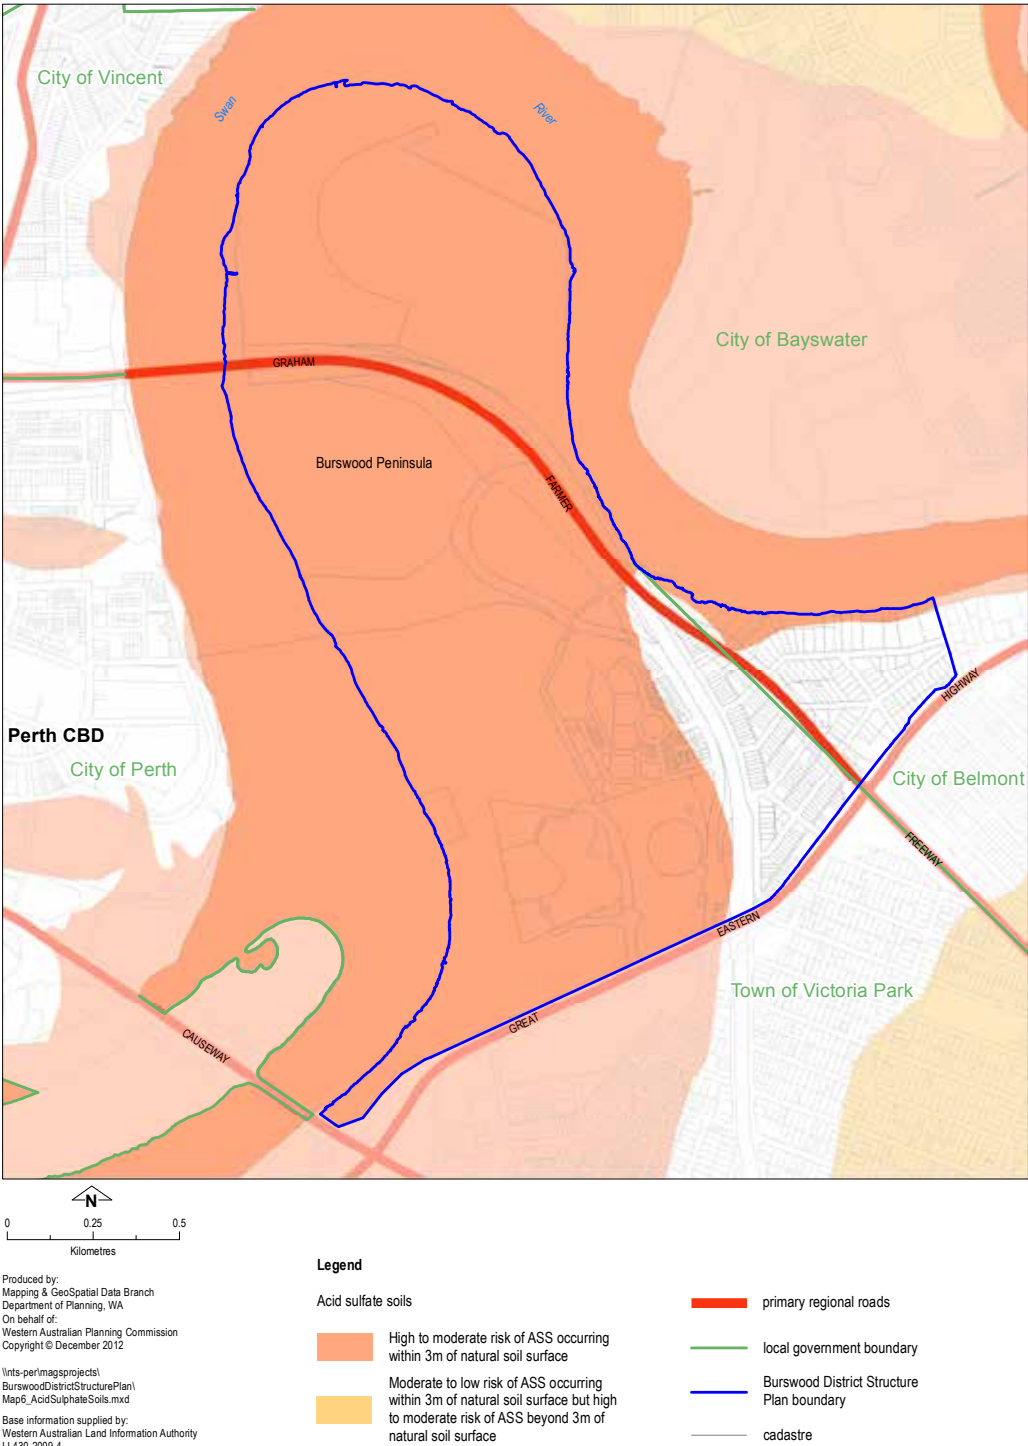 City of Vincent
Swan
River
City of Bayswater
GRAHAM
Burswood Peninsula
FARMER
HIGHWAY
Perth CBD
City of Perth
City of Belmont
FREEWAY
EASTERN
Town of Victoria Park
GREAT
CAUSEWAY
N
0 0.25 0.5
Kilometres
Produced by:
Mapping & GeoSpatial Data Branch
Department of Planning, WA
On behalf of:
Western Australian Planning Commission
Copyright © December 2012
\\nts-per\magsprojects\
BurswoodDistrictStructurePlan\
Map6_AcidSulphateSoils.mxd
Base information supplied by:
Western Australian Land Information Authority
LI 430-2009-4
Legend
Acid sulfate soils
High to moderate risk of ASS occurring
within 3m of natural soil surface
Moderate to low risk of ASS occurring
within 3m of natural soil surface but high
to moderate risk of ASS beyond 3m of
natural soil surface
primary regional roads
local government boundary
Burswood District Structure
Plan boundary
cadastre